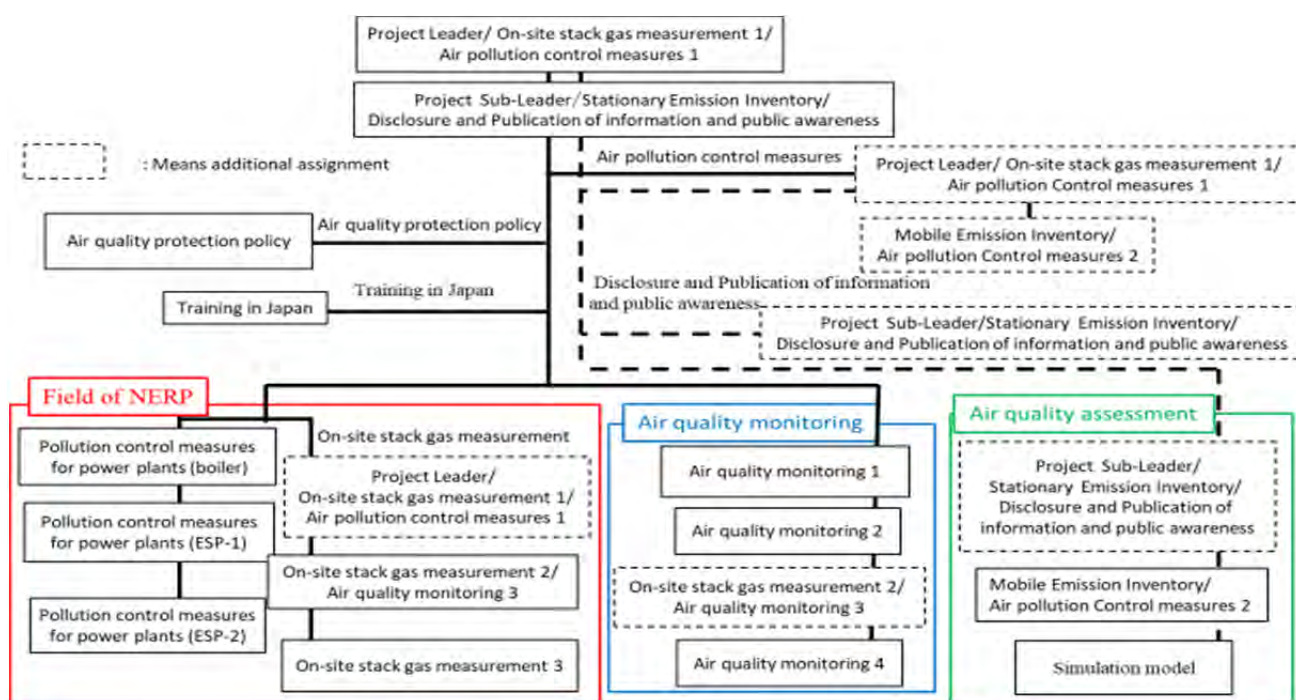 Project Leader/ On-site stack gas measurement 1/
Air pollution control measures 1
Project Sub-Leader/Stationary Emission Inventory/
Disclosure and Publication of information and public awareness
: Means additional assignment
Air pollution control measures
Project Leader/ On-site stack gas measurement 1/
Air pollution Control measures 1
Air quality protection policy
Air quality protection policy
Mobile Emission Inventory/
Air pollution Control measures 2
Training in Japan
Training in Japan
Disclosure and Publication of information
and public awareness
Project Sub-Leader/Stationary Emission Inventory/
Disclosure and Publication of information and public awareness
Field of NERP
Pollution control measures
for power plants (boiler)
Pollution control measures
for power plants (ESP-1)
Pollution control measures
for power plants (ESP-2)
On-site stack gas measurement
Project Leader/
On-site stack gas measurement 1/
Air pollution control measures 1
On-site stack gas measurement 2/
Air quality monitoring 3
On-site stack gas measurement 3
Air quality monitoring
Air quality monitoring 1
Air quality monitoring 2
On-site stack gas measurement 2/
Air quality monitoring 3
Air quality monitoring 4
Air quality assessment
Project Sub-Leader/
Stationary Emission Inventory/
Disclosure and Publication of
information and public awareness
Mobile Emission Inventory/
Air pollution Control measures 2
Simulation model